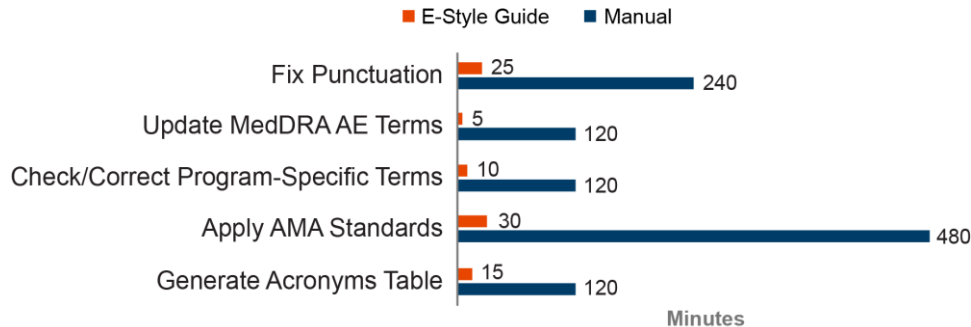 E-Style Guide Manual
Fix Punctuation 25
240
Update MedDRA AE Terms 5
120
Check/Correct Program-Specific Terms 10
120
Apply AMA Standards 30
480
Generate Acronyms Table 15
120
Minutes